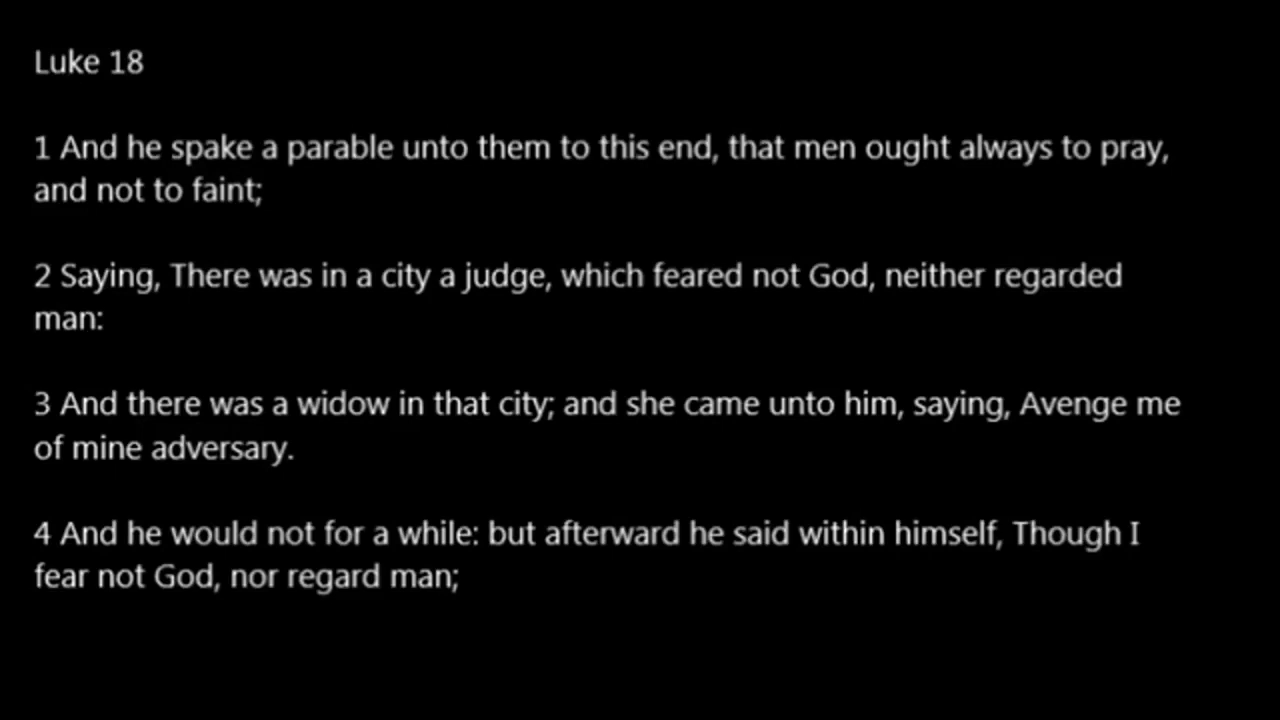 Luke 18
1 And he spake a parable unto them to this end, that men ought always to pray,
and not to faint;
2 Saying, There was in a city a judge, which feared not God, neither regarded
man:
3 And there was a widow in that city; and she came unto him, saying, Avenge me
of mine adversary.
4 And he would not for a while: but afterward he said within himself, Though I
fear not God, nor regard man;